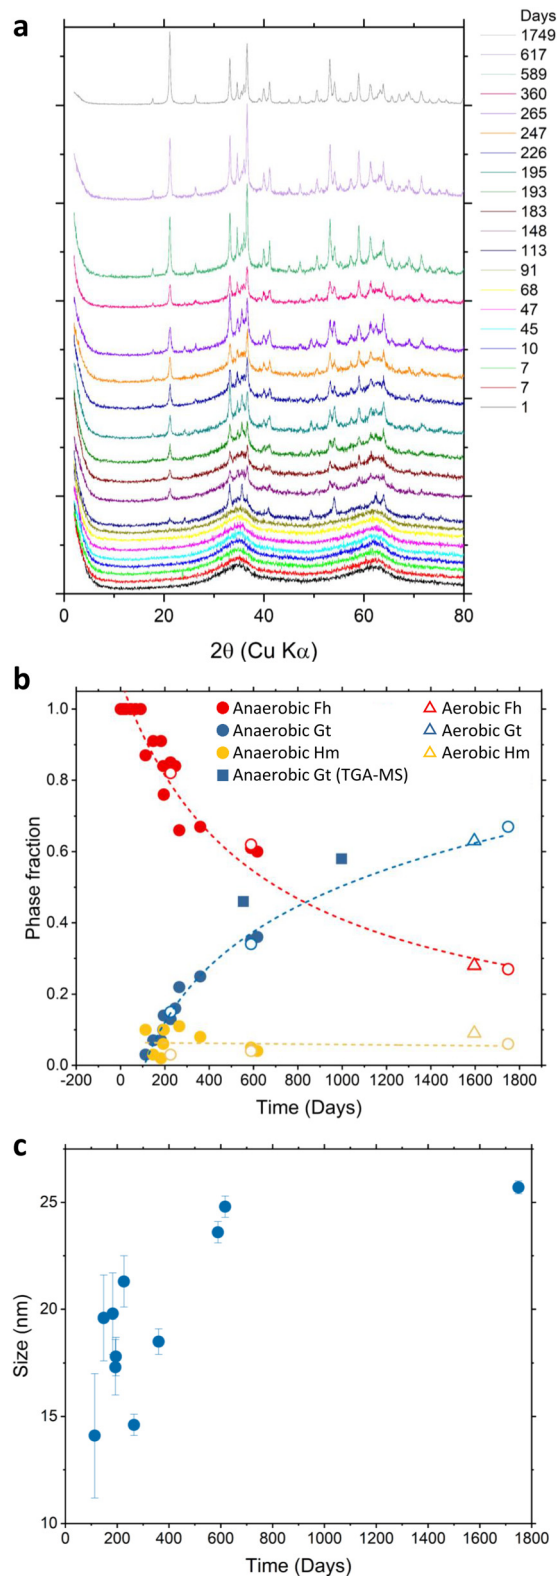 a
Days
1749
617
589
360
265
247
226
195
193
183
148
113
91
68
47
45
10
7
7
1
0 20 40 60 80
2θ (Cu Kα)
b
Anaerobic Fh Aerobic Fh
Anaerobic Gt Aerobic Gt
Anaerobic Hm Aerobic Hm
Anaerobic Gt (TGA-MS)
1.0
0.8
0.6
0.4
0.2
0.0
Phase fraction
-200 0 200 400 600 800 1000 1200 1400 1600 1800
Time (Days)
c
25
20
15
10
Size (nm)
0 200 400 600 800 1000 1200 1400 1600 1800
Time (Days)